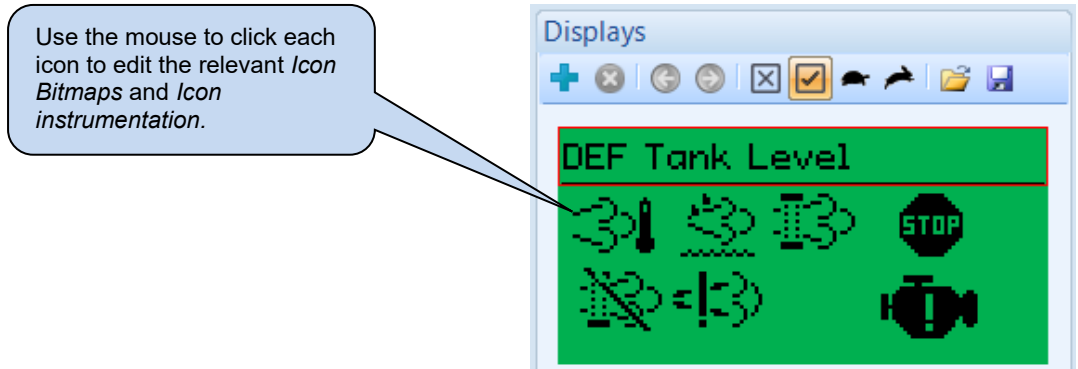 Use the mouse to click each
icon to edit the relevant Icon
Bitmaps and Icon
instrumentation.
Displays
DEF Tank Level
STOP